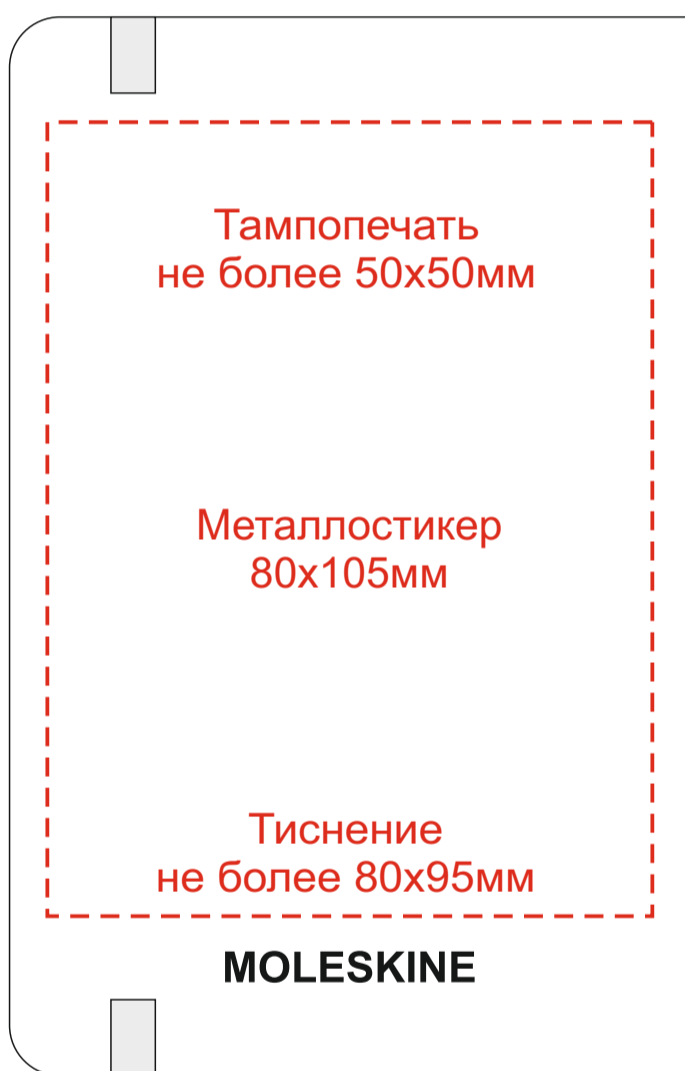 Тампопечать
не более 50х50мм
Металлостикер
80х105мм
Тиснение
не более 80х95мм
MOLESKINE